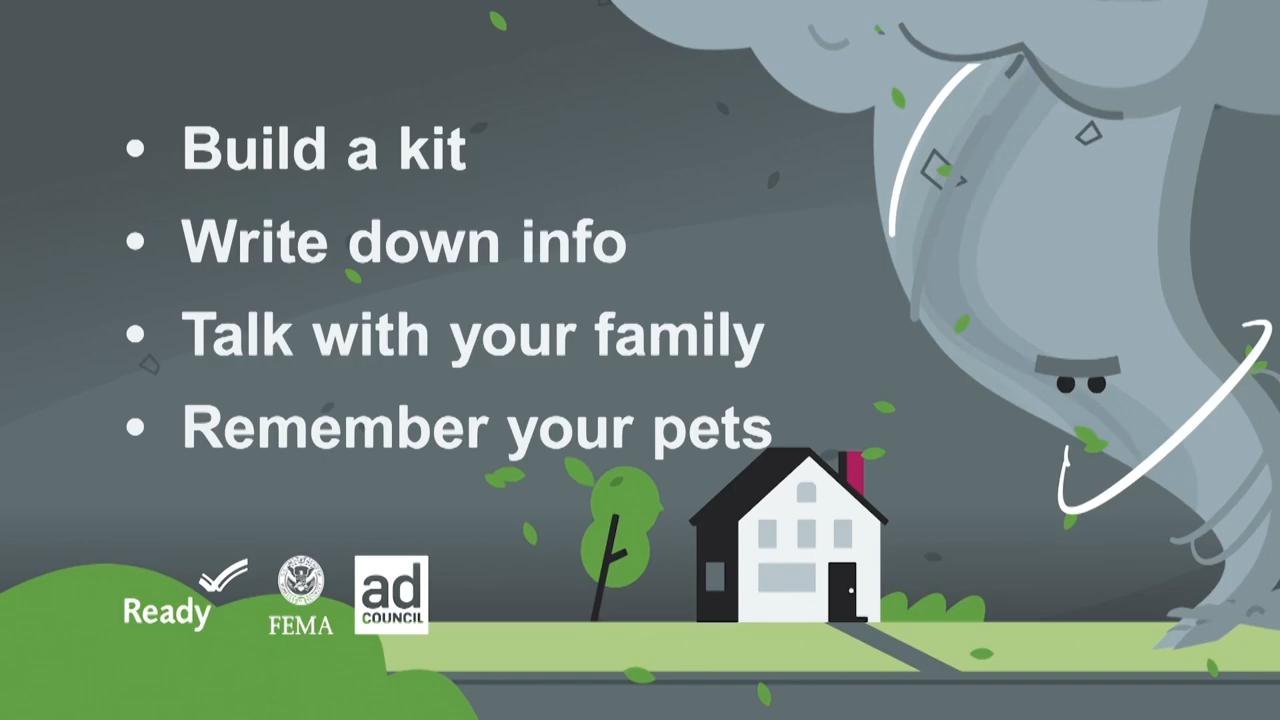 • Build a kit
• Write down info
• Talk with your family
• Remember your pets
Ready
FEMA
ad
COUNCIL